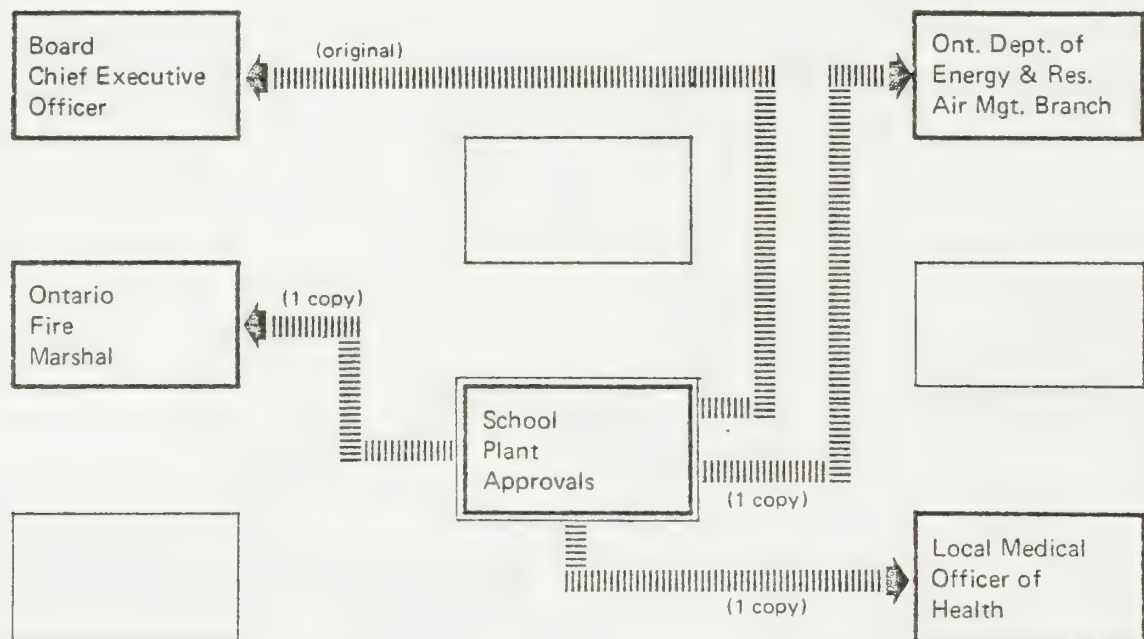 Board
Chief Executive
Officer
(original)
Ont. Dept. of
Energy & Res.
Air Mgt. Branch
Ontario
Fire
Marshal
(1 copy)
School
Plant
Approvals
(1 copy)
Local Medical
Officer of
Health
(1 copy)